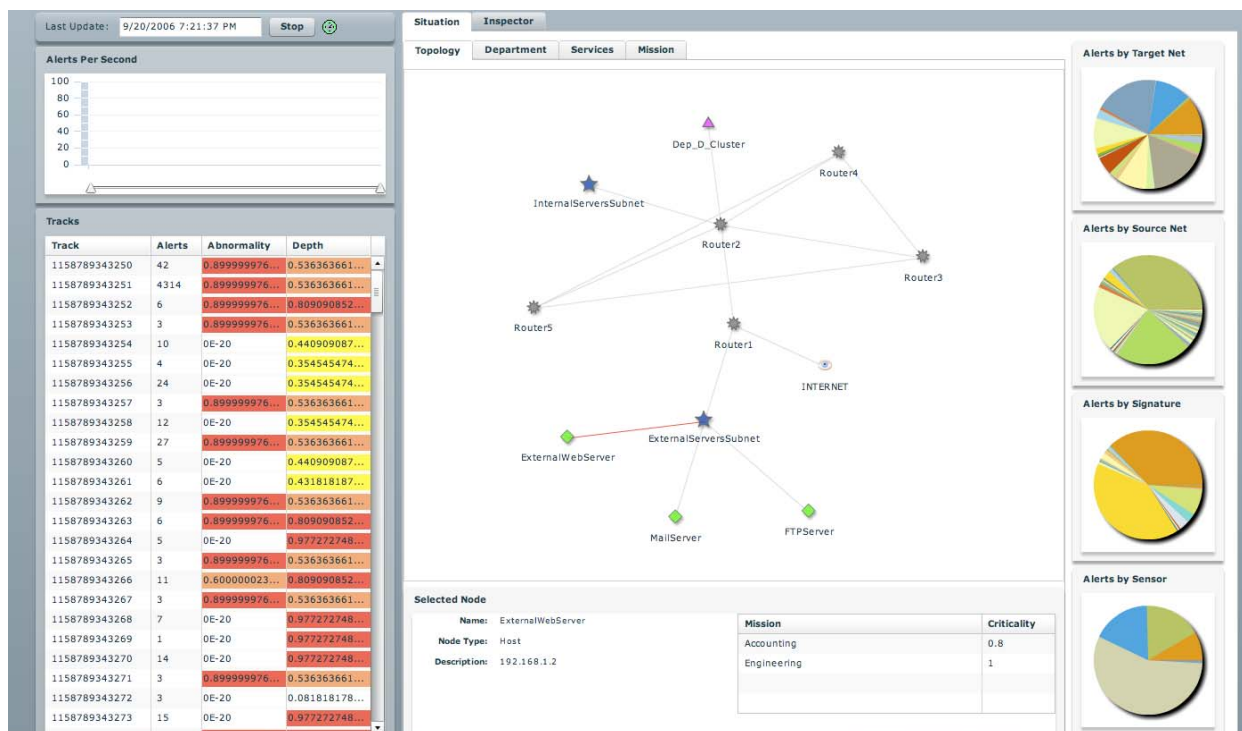 Last Update: 9/20/2006 7:21:37 PM Stop
Alerts Per Second
100
80
60
40
20
0
Tracks
Track Alerts Abnormality Depth
1158789343250 42 0.899999976... 0.536363661...
1158789343251 4314 0.899999976... 0.536363661...
1158789343252 6 0.899999976... 0.809090852...
1158789343253 3 0.899999976... 0.536363661...
1158789343254 10 0E-20 0.440909087...
1158789343255 4 0E-20 0.354545474...
1158789343256 24 0E-20 0.354545474...
1158789343257 3 0.899999976... 0.536363661...
1158789343258 12 0E-20 0.354545474...
1158789343259 27 0.899999976... 0.536363661...
1158789343260 5 0E-20 0.440909087...
1158789343261 6 0E-20 0.431818187...
1158789343262 9 0.899999976... 0.536363661...
1158789343263 6 0.899999976... 0.809090852...
1158789343264 5 0E-20 0.977272748...
1158789343265 3 0.899999976... 0.536363661...
1158789343266 11 0.600000023... 0.809090852...
1158789343267 3 0.899999976... 0.536363661...
1158789343268 7 0E-20 0.977272748...
1158789343269 1 0E-20 0.977272748...
1158789343270 14 0E-20 0.977272748...
1158789343271 3 0.899999976... 0.536363661...
1158789343272 3 0E-20 0.081818178...
1158789343273 15 0E-20 0.977272748...
Situation Inspector
Topology Department Services Mission
Dep_D_Cluster
Router4
InternalServersSubnet
Router2
Router3
Router5
Router1
INTERNET
ExternalServersSubnet
ExternalWebServer
MailServer
FTPServer
Selected Node
Name: ExternalWebServer
Node Type: Host
Description: 192.168.1.2
Mission Criticality
Accounting 0.8
Engineering 1
Alerts by Target Net
Alerts by Source Net
Alerts by Signature
Alerts by Sensor